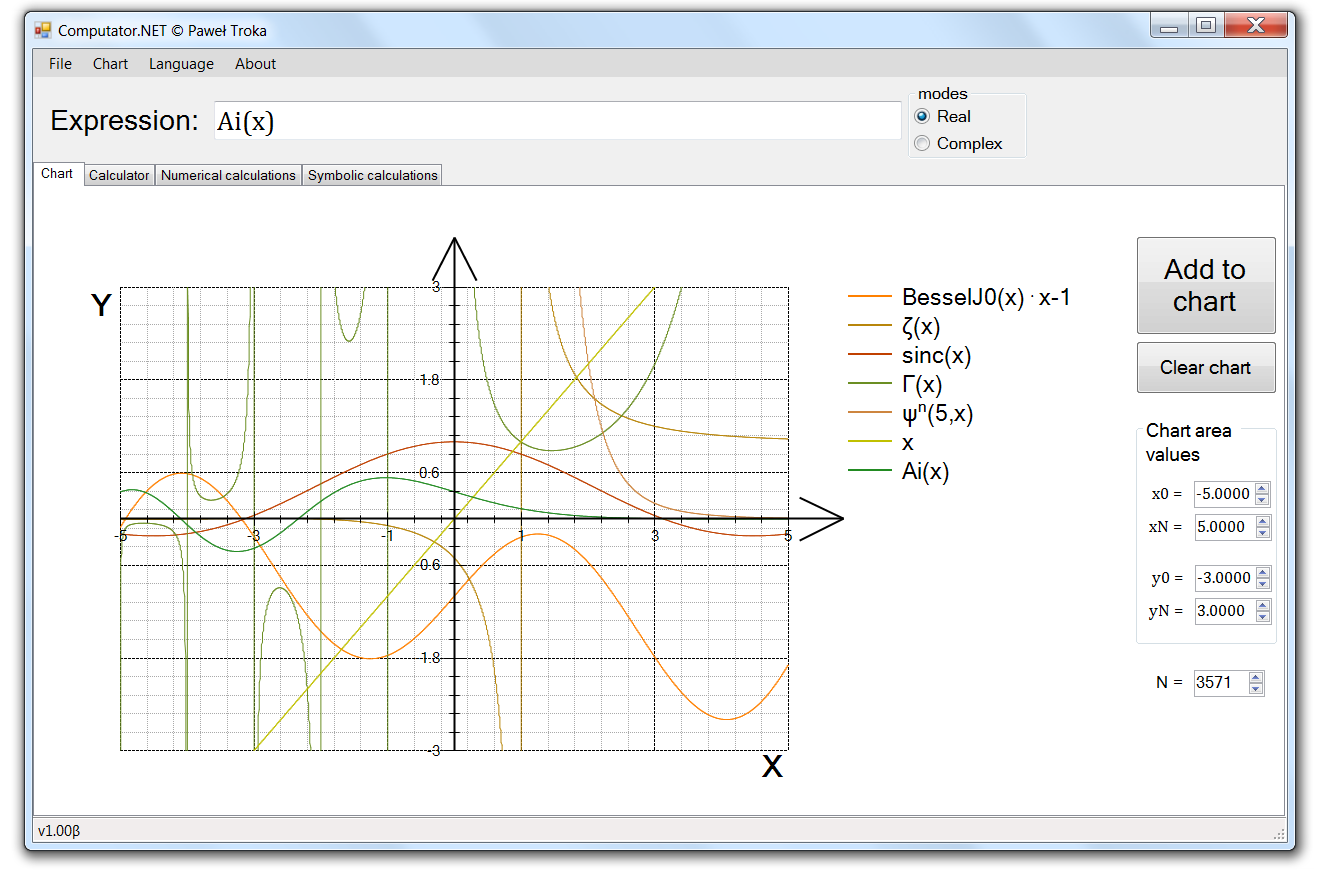 Computator.NET © Paweł Troka
File Chart Language About
Expression: Ai(x)
modes
Real
Complex
Chart Calculator Numerical calculations Symbolic calculations
Y
3
1.8
0.6
-5 -3 -1 1 3 5
0.6
1.8
-3
X
BesselJ0(x)·x-1
ζ(x)
sinc(x)
Γ(x)
ψⁿ(5,x)
x
Ai(x)
Add to
chart
Clear chart
Chart area
values
x0 = -5.0000
xN = 5.0000
y0 = -3.0000
yN = 3.0000
N = 3571
v1.00β